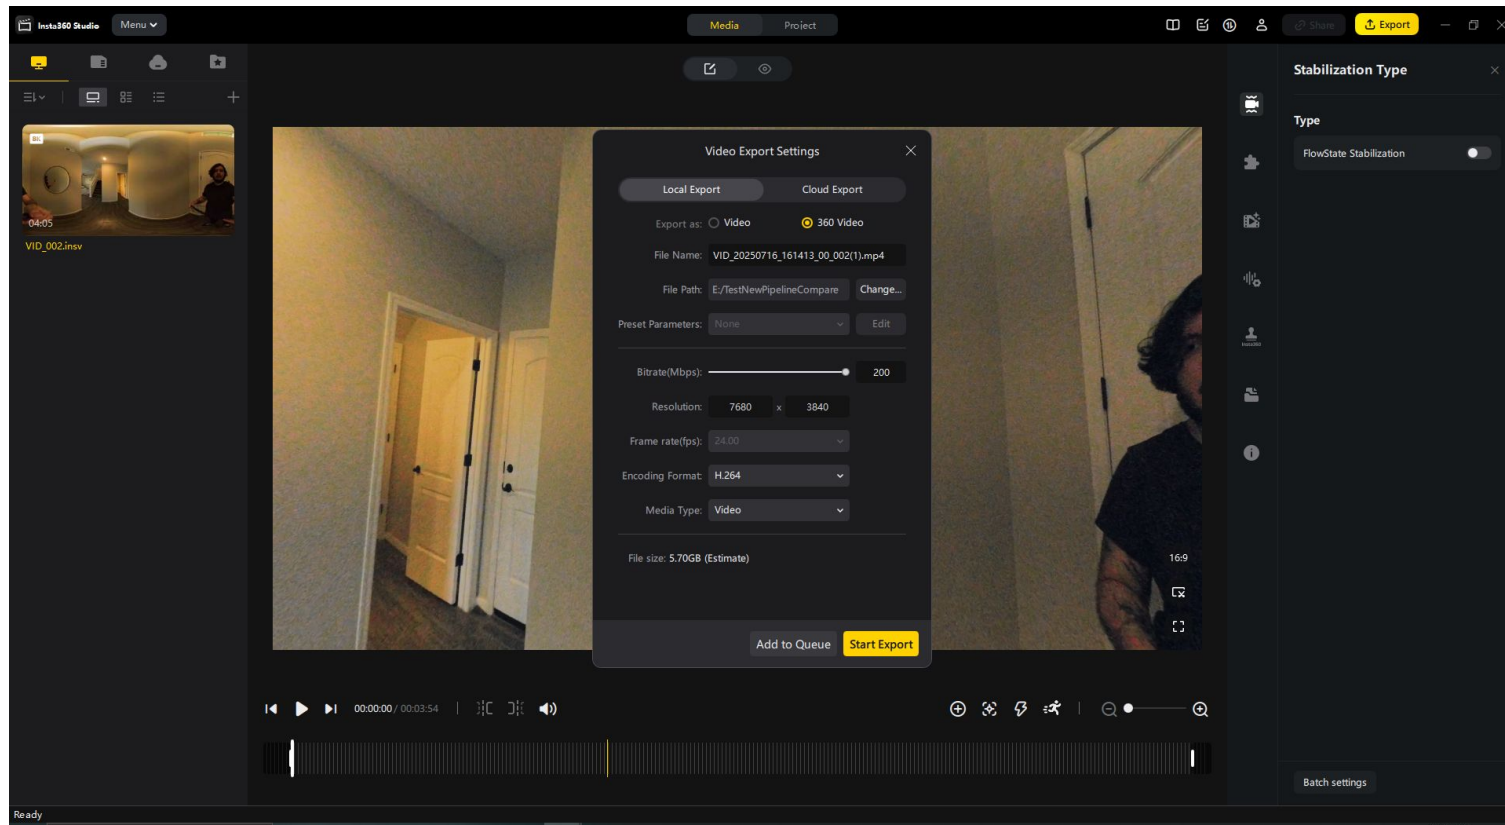 Insta360 Studio Menu Media Project Share Export
Stabilization Type
Type
FlowState Stabilization
8K
04:05
VID_002.insv
Video Export Settings
Local Export Cloud Export
Export as: Video 360 Video
File Name: VID_20250716_161413_00_002(1).mp4
File Path: E:/TestNewPipelineCompare Change...
Preset Parameters: None Edit
Bitrate(Mbps): 200
Resolution: 7680 x 3840
Frame rate(fps): 24.00
Encoding Format: H.264
Media Type: Video
File size: 5.70GB (Estimate)
Add to Queue Start Export
16:9
Insta360
00:00:00 / 00:03:54
Batch settings
Ready